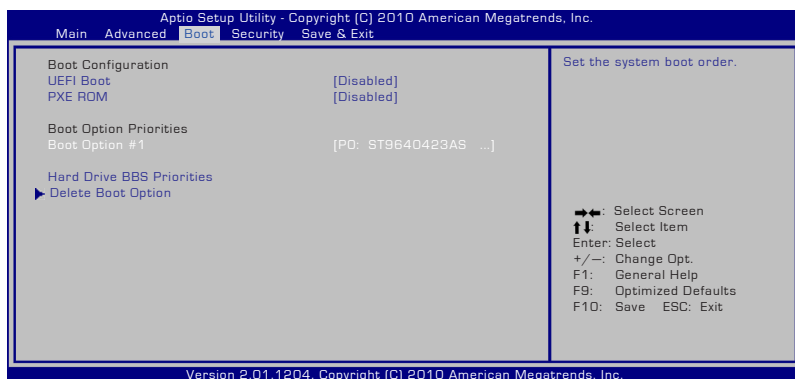 Aptio Setup Utility - Copyright (C) 2010 American Megatrends, Inc.
Main Advanced Boot Security Save & Exit
Boot Configuration
UEFI Boot [Disabled]
PXE ROM [Disabled]
Boot Option Priorities
Boot Option #1 [P0: ST9640423AS ...]
Hard Drive BBS Priorities
Delete Boot Option
Set the system boot order.
→←: Select Screen
↑↓: Select Item
Enter: Select
+/—: Change Opt.
F1: General Help
F9: Optimized Defaults
F10: Save ESC: Exit
Version 2.01.1204. Copyright (C) 2010 American Megatrends, Inc.